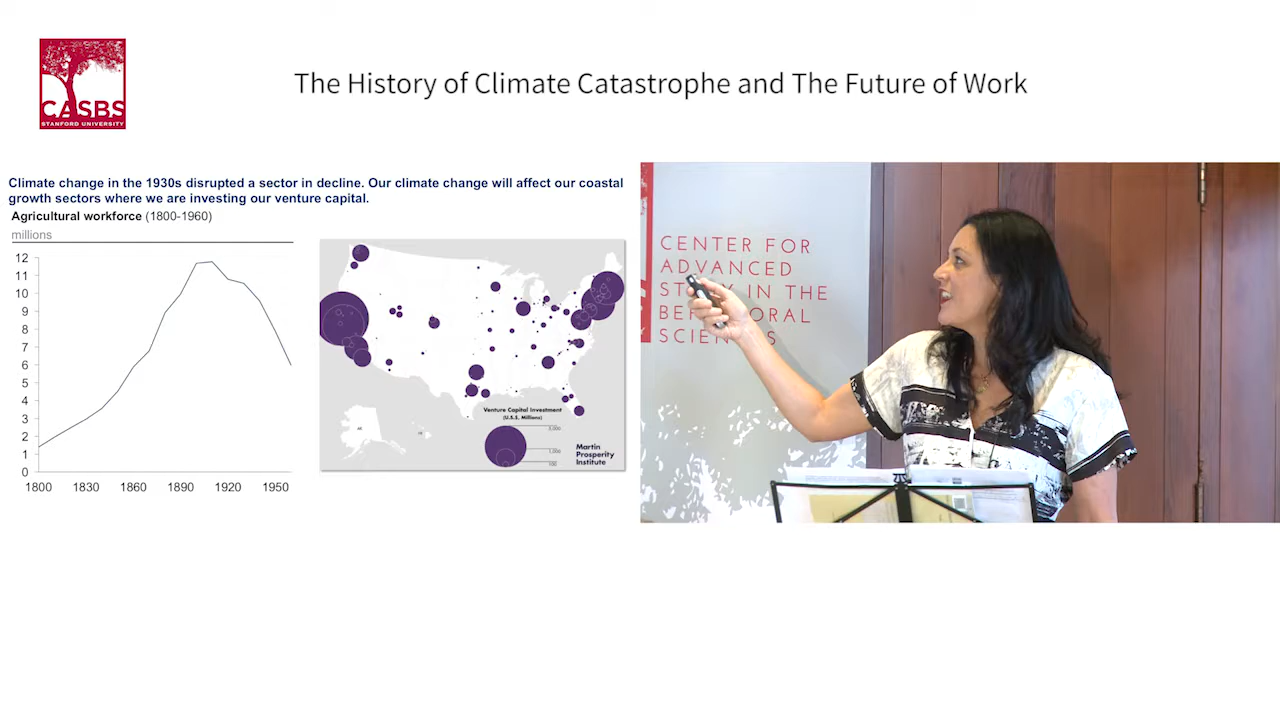 CASBS
STANFORD UNIVERSITY
The History of Climate Catastrophe and The Future of Work
Climate change in the 1930s disrupted a sector in decline. Our climate change will affect our coastal
growth sectors where we are investing our venture capital.
Agricultural workforce (1800-1960)
millions
12
11
10
9
8
7
6
5
4
3
2
1
0
1800 1830 1860 1890 1920 1950
Venture Capital Investment
(U.S.$. Millions)
2,000
1,000
100
Martin
Prosperity
Institute
CENTER FOR
ADVANCED
IN THE